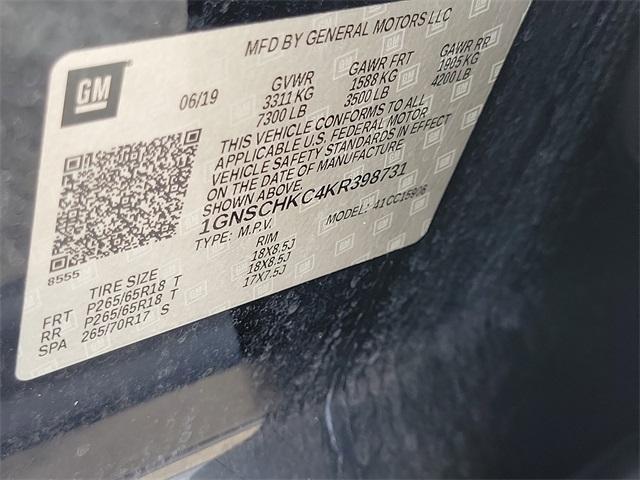 MFD BY GENERAL MOTORS LLC
GM
06/19 GVWR GAWR FRT GAWR RR
3311 KG 1588 KG 1905 KG
7300 LB 3500 LB 4200 LB
THIS VEHICLE CONFORMS TO ALL
APPLICABLE U.S. FEDERAL MOTOR
VEHICLE SAFETY STANDARDS IN EFFECT
ON THE DATE OF MANUFACTURE
SHOWN ABOVE.
1GNSCHKC4KR398731
TYPE: M.P.V. MODEL: 41CC15906
8555
TIRE SIZE RIM
FRT P265/65R18 T 18X8.5J
RR P265/65R18 T 18X8.5J
SPA 265/70R17 S 17X7.5J